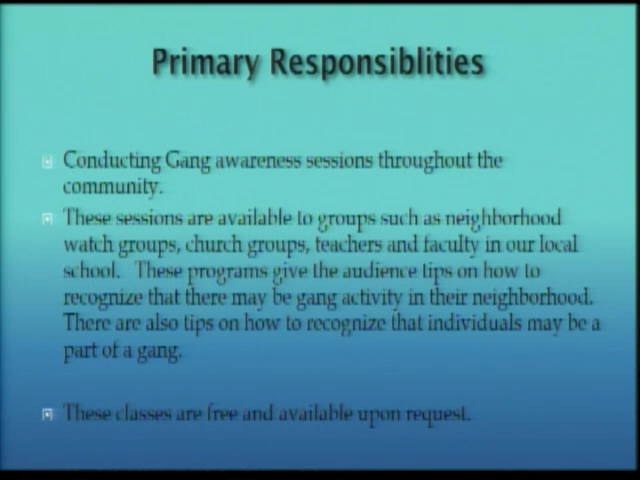 Primary Responsiblities
Conducting Gang awareness sessions throughout the
community.
These sessions are available to groups such as neighborhood
watch groups, church groups, teachers and faculty in our local
school.   These programs give the audience tips on how to
recognize that there may be gang activity in their neighborhood.
There are also tips on how to recognize that individuals may be a
part of a gang.
These classes are free and available upon request.